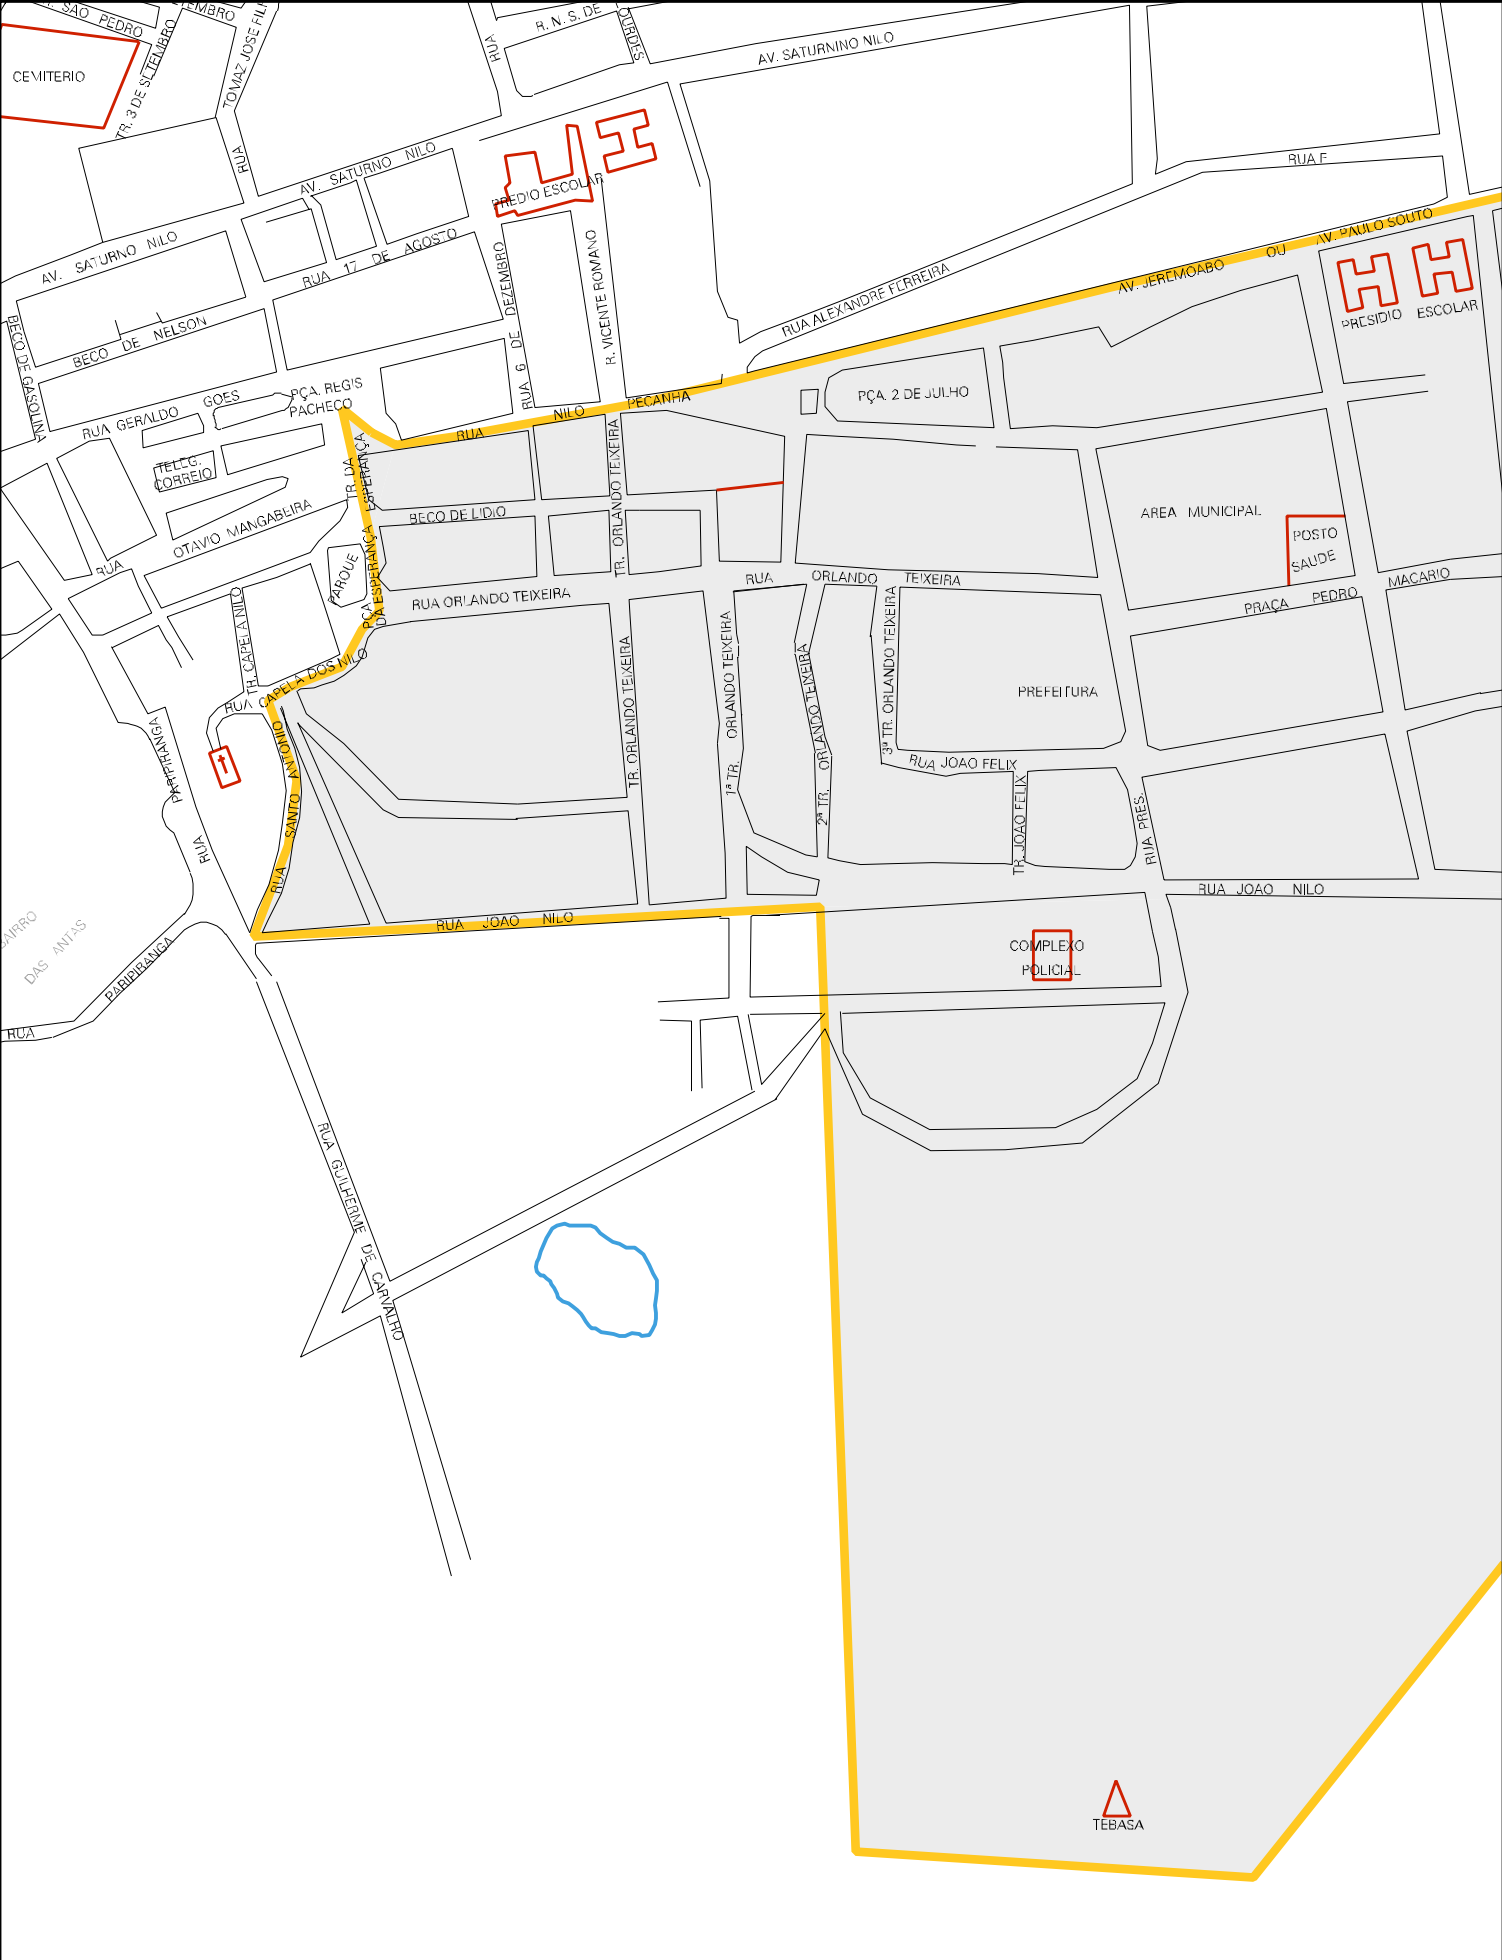 SAO PEDRO
TR. 3 DE SETEMBRO
TOMAZ JOSE
RUA
R. N. S. DE
OURDES
AV. SATURNINO NILO
CEMITERIO
RUA
AV. SATURNO NILO
PREDIO ESCOLAR
RUA F
AV. SATURNO NILO
RUA 17 DE AGOSTO
RUA 6 DE DEZEMBRO
R. VICENTE ROMANO
RUA ALEXANDRE FERREIRA
AV. JEREMOABO OU AV. PAULO SOUTO
PRESIDIO ESCOLAR
BECO DE GASOLINA
BECO DE NELSON
RUA GERALDO GOES
PÇA. REGIS
PACHECO
RUA NILO PECANHA
PÇA. 2 DE JULHO
TELEG.
CORREIO
TR. DA ESPERANÇA
BECO DE LIDIO
TR. ORLANDO TEIXEIRA
AREA MUNICIPAL
POSTO
SAUDE
RUA OTAVIO MANGABEIRA
PARQUE
PÇA. DA ESPERANÇA
RUA ORLANDO TEIXEIRA
RUA ORLANDO TEIXEIRA
PRAÇA PEDRO MACARIO
TR. CAPELA NILO
RUA CAPELA DOS NILO
TR. ORLANDO TEIXEIRA
1ª TR. ORLANDO TEIXEIRA
2ª TR. ORLANDO TEIXEIRA
3ª TR. ORLANDO TEIXEIRA
PREFEITURA
RUA JOAO FELIX
TR. JOAO FELIX
RUA PRES.
RUA PARIPIRANGA
RUA SANTO ANTONIO
RUA JOAO NILO
RUA JOAO NILO
BAIRRO
DAS ANTAS
RUA PARIPIRANGA
COMPLEXO
POLICIAL
RUA GUILHERME DE CARVALHO
TEBASA